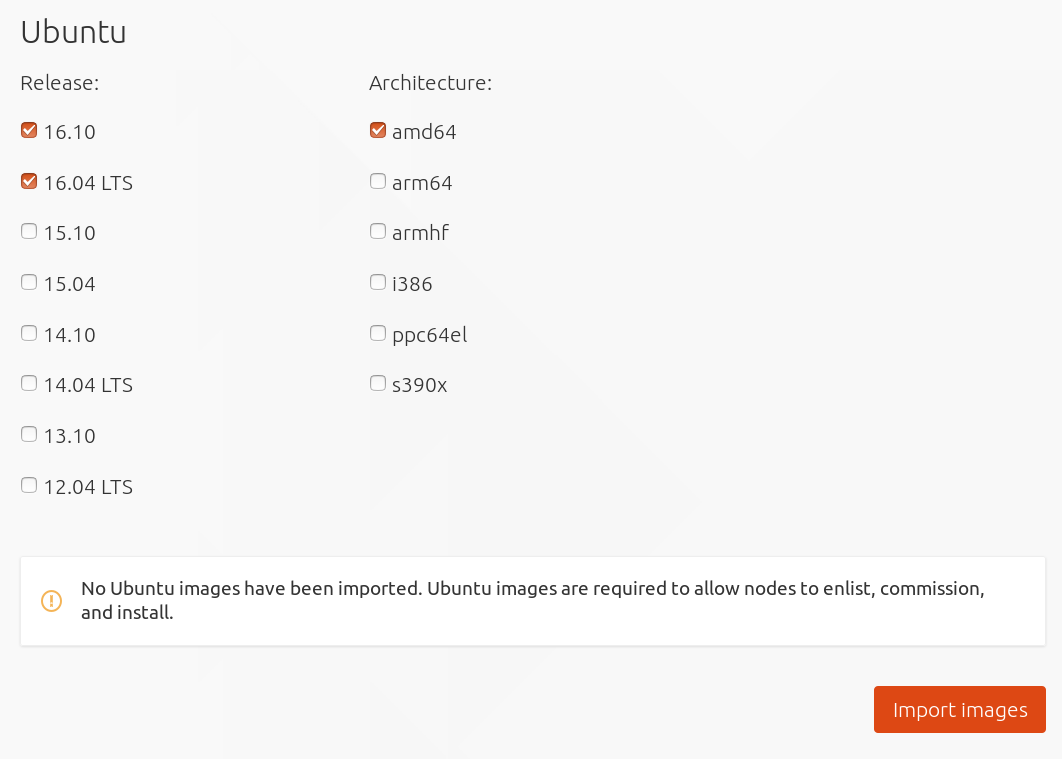 Ubuntu
Release:
16.10
16.04 LTS
15.10
15.04
14.10
14.04 LTS
13.10
12.04 LTS
Architecture:
amd64
arm64
armhf
i386
ppc64el
s390x
No Ubuntu images have been imported. Ubuntu images are required to allow nodes to enlist, commission,
and install.
Import images